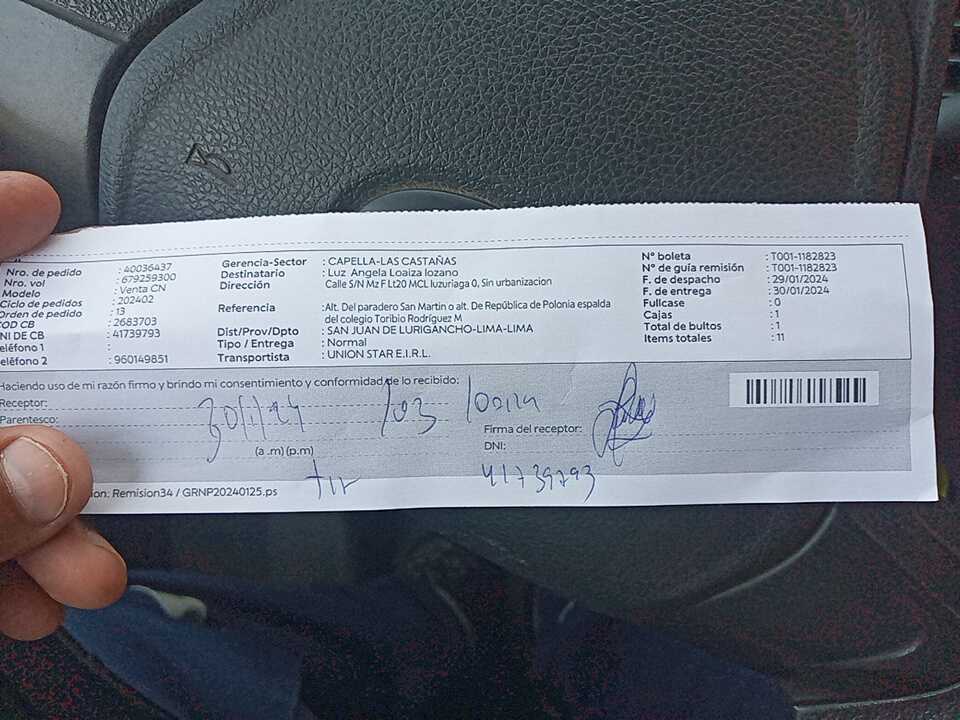 Nro. de pedido : 40036437
Nro. vol : 679259300
Modelo : Venta CN
Ciclo de pedidos : 202402
Orden de pedido : 13
COD CB : 2683703
NI DE CB : 41739793
eléfono 1 :
eléfono 2 : 960149851
Gerencia-Sector : CAPELLA-LAS CASTAÑAS
Destinatario : Luz Angela Loaiza lozano
Dirección : Calle S/N Mz F Lt20 MCL luzuriaga 0, Sin urbanizacion
Referencia : Alt. Del paradero San Martin o alt. De República de Polonia espalda
del colegio Toribio Rodríguez M
Dist/Prov/Dpto : SAN JUAN DE LURIGANCHO-LIMA-LIMA
Tipo / Entrega : Normal
Transportista : UNION STAR E.I.R.L.
N° boleta : T001-1182823
N° de guía remisión : T001-1182823
F. de despacho : 29/01/2024
F. de entrega : 30/01/2024
Fullcase : 0
Cajas : 1
Total de bultos : 1
Items totales : 11
Haciendo uso de mi razón firmo y brindo mi consentimiento y conformidad de lo recibido:
Receptor:
30/1/24 loaiza
Parentesco:
Firma del receptor:
(a .m) (p.m)
DNI:
41739793
ion: Remision34 / GRNP20240125.ps